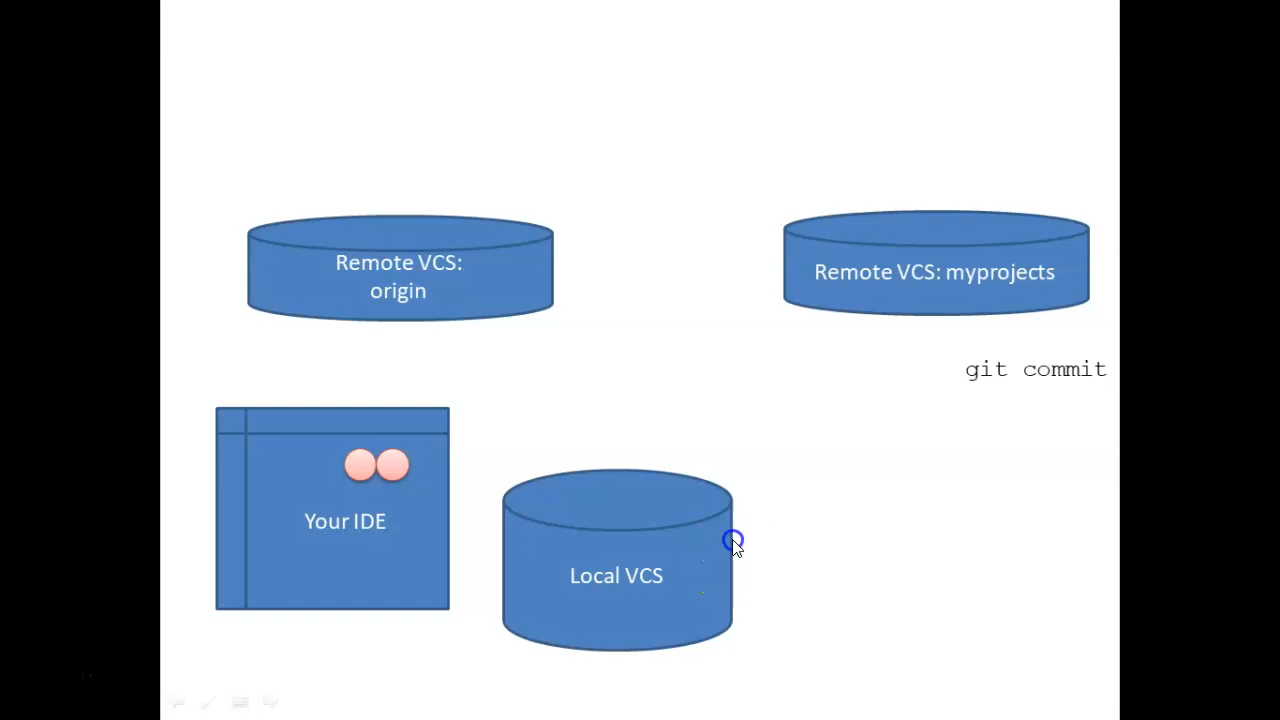 Remote VCS:
origin
Remote VCS: myprojects
git commit
Your IDE
Local VCS